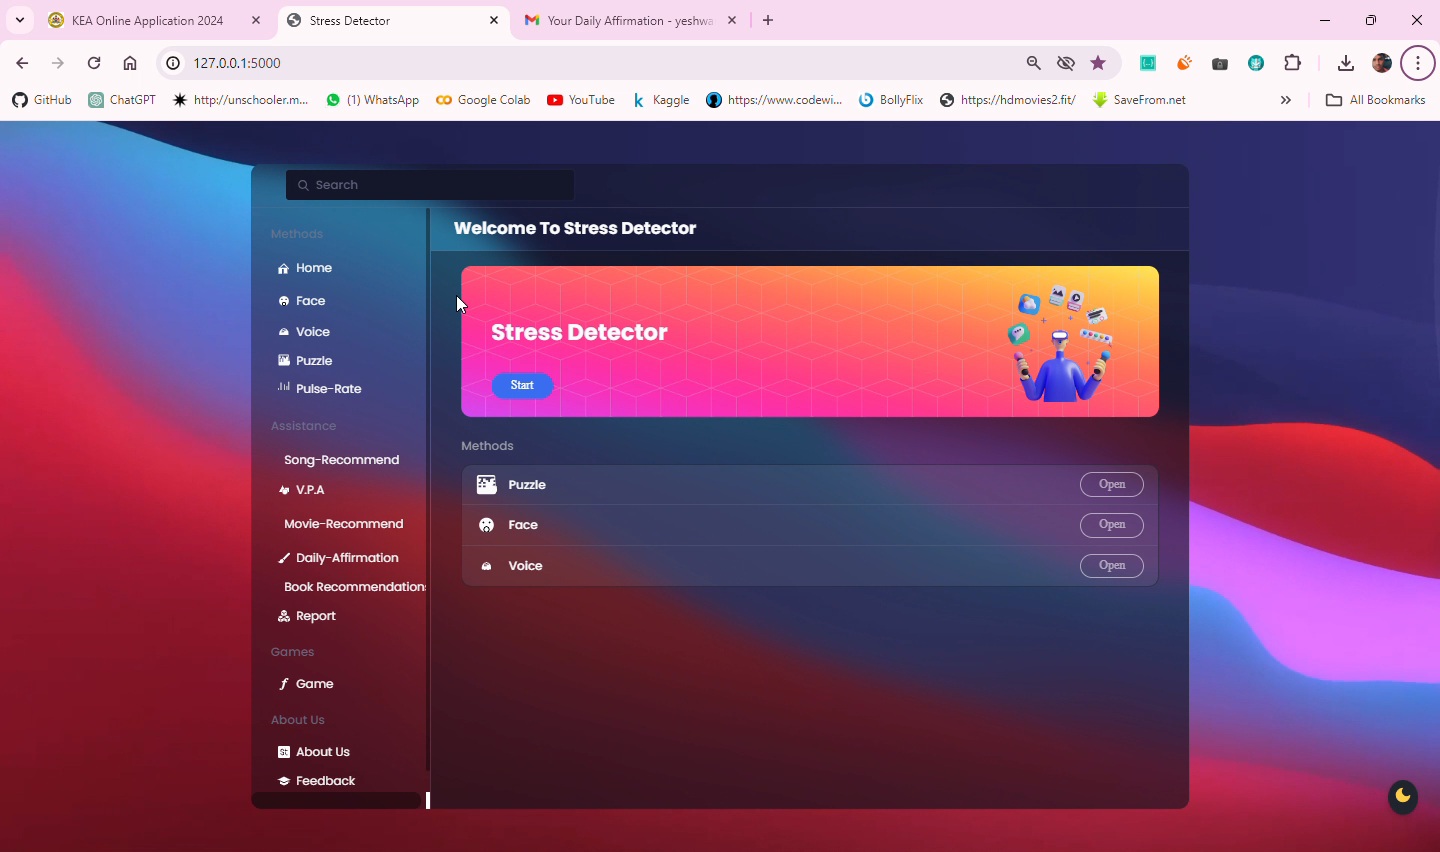 KEA Online Application 2024
Stress Detector
Your Daily Affirmation - yeshwa
127.0.0.1:5000
GitHub
ChatGPT
http://unschooler.m...
(1) WhatsApp
Google Colab
YouTube
Kaggle
https://www.codewi...
BollyFlix
https://hdmovies2.fit/
SaveFrom.net
All Bookmarks
Search
Methods
Home
Face
Voice
Puzzle
Pulse-Rate
Assistance
Song-Recommend
V.P.A
Movie-Recommend
Daily-Affirmation
Book Recommendation
Report
Games
Game
About Us
About Us
Feedback
Welcome To Stress Detector
Stress Detector
Start
Methods
Puzzle Open
Face Open
Voice Open